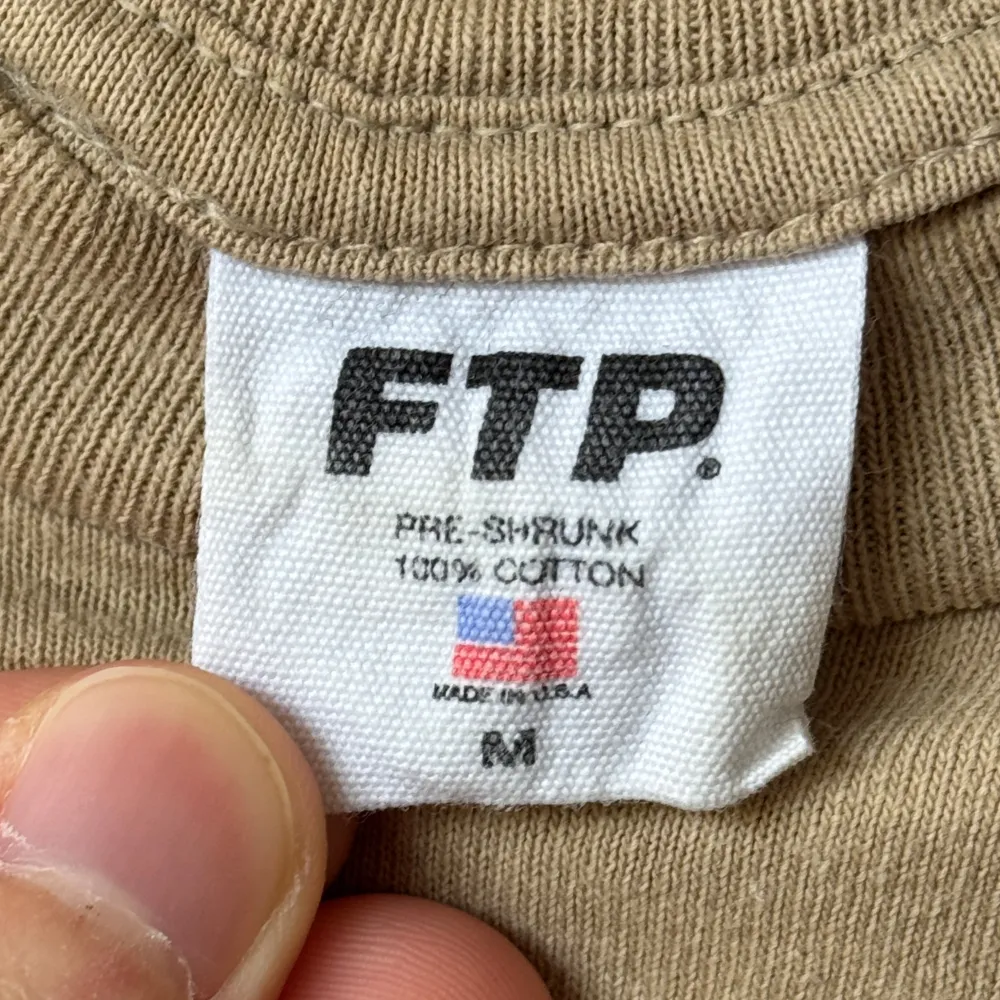 FTP.®
PRE-SHRUNK
100% COTTON
MADE IN U.S.A
M